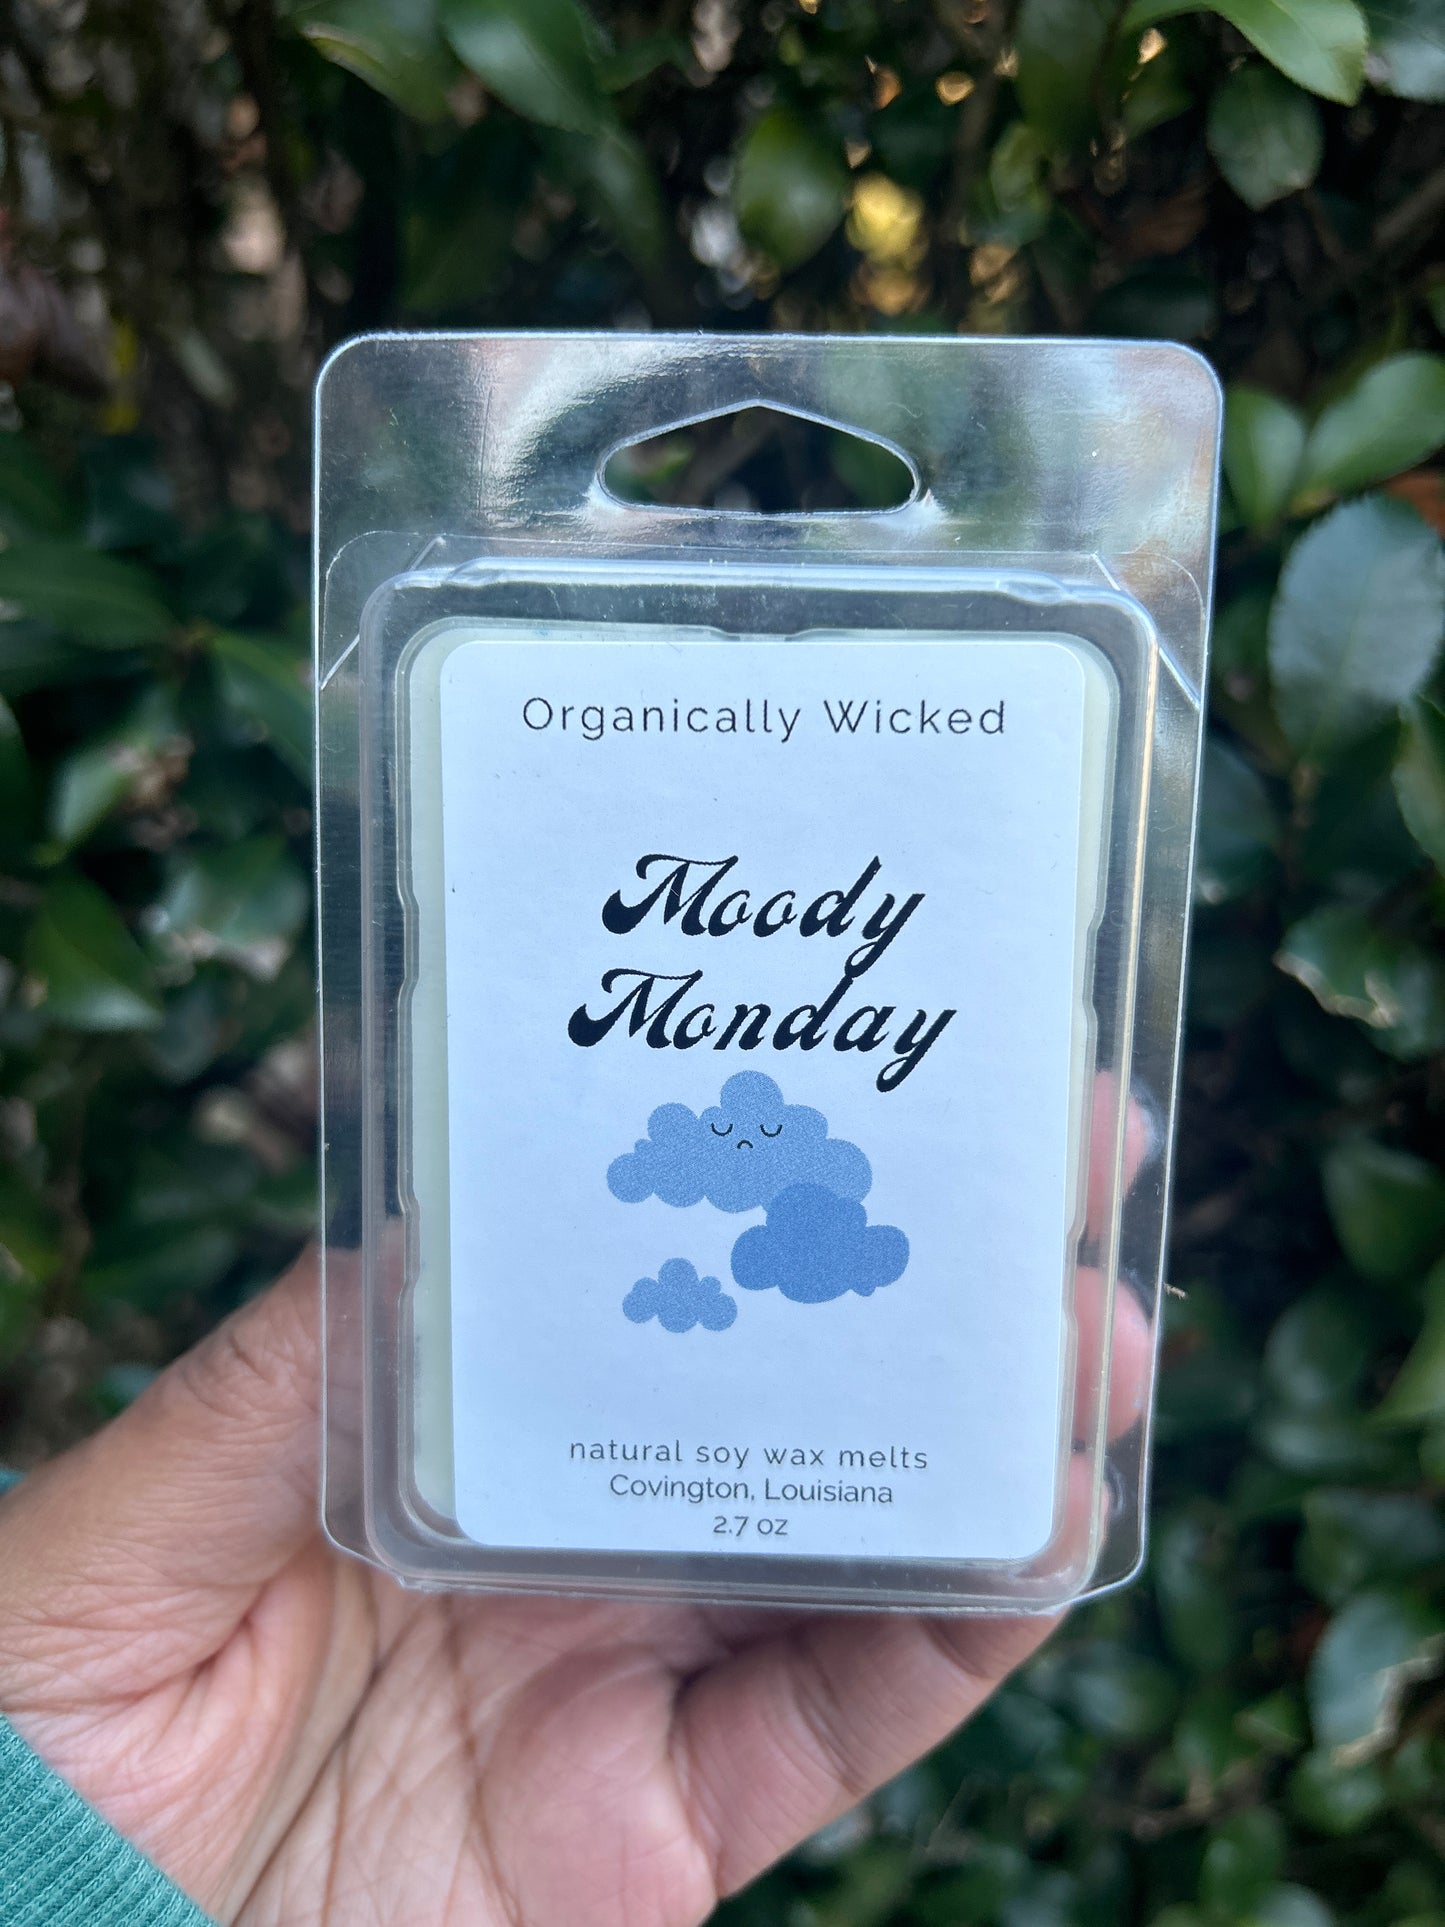 Organically Wicked
Moody
Monday
natural soy wax melts
Covington, Louisiana
2.7 oz